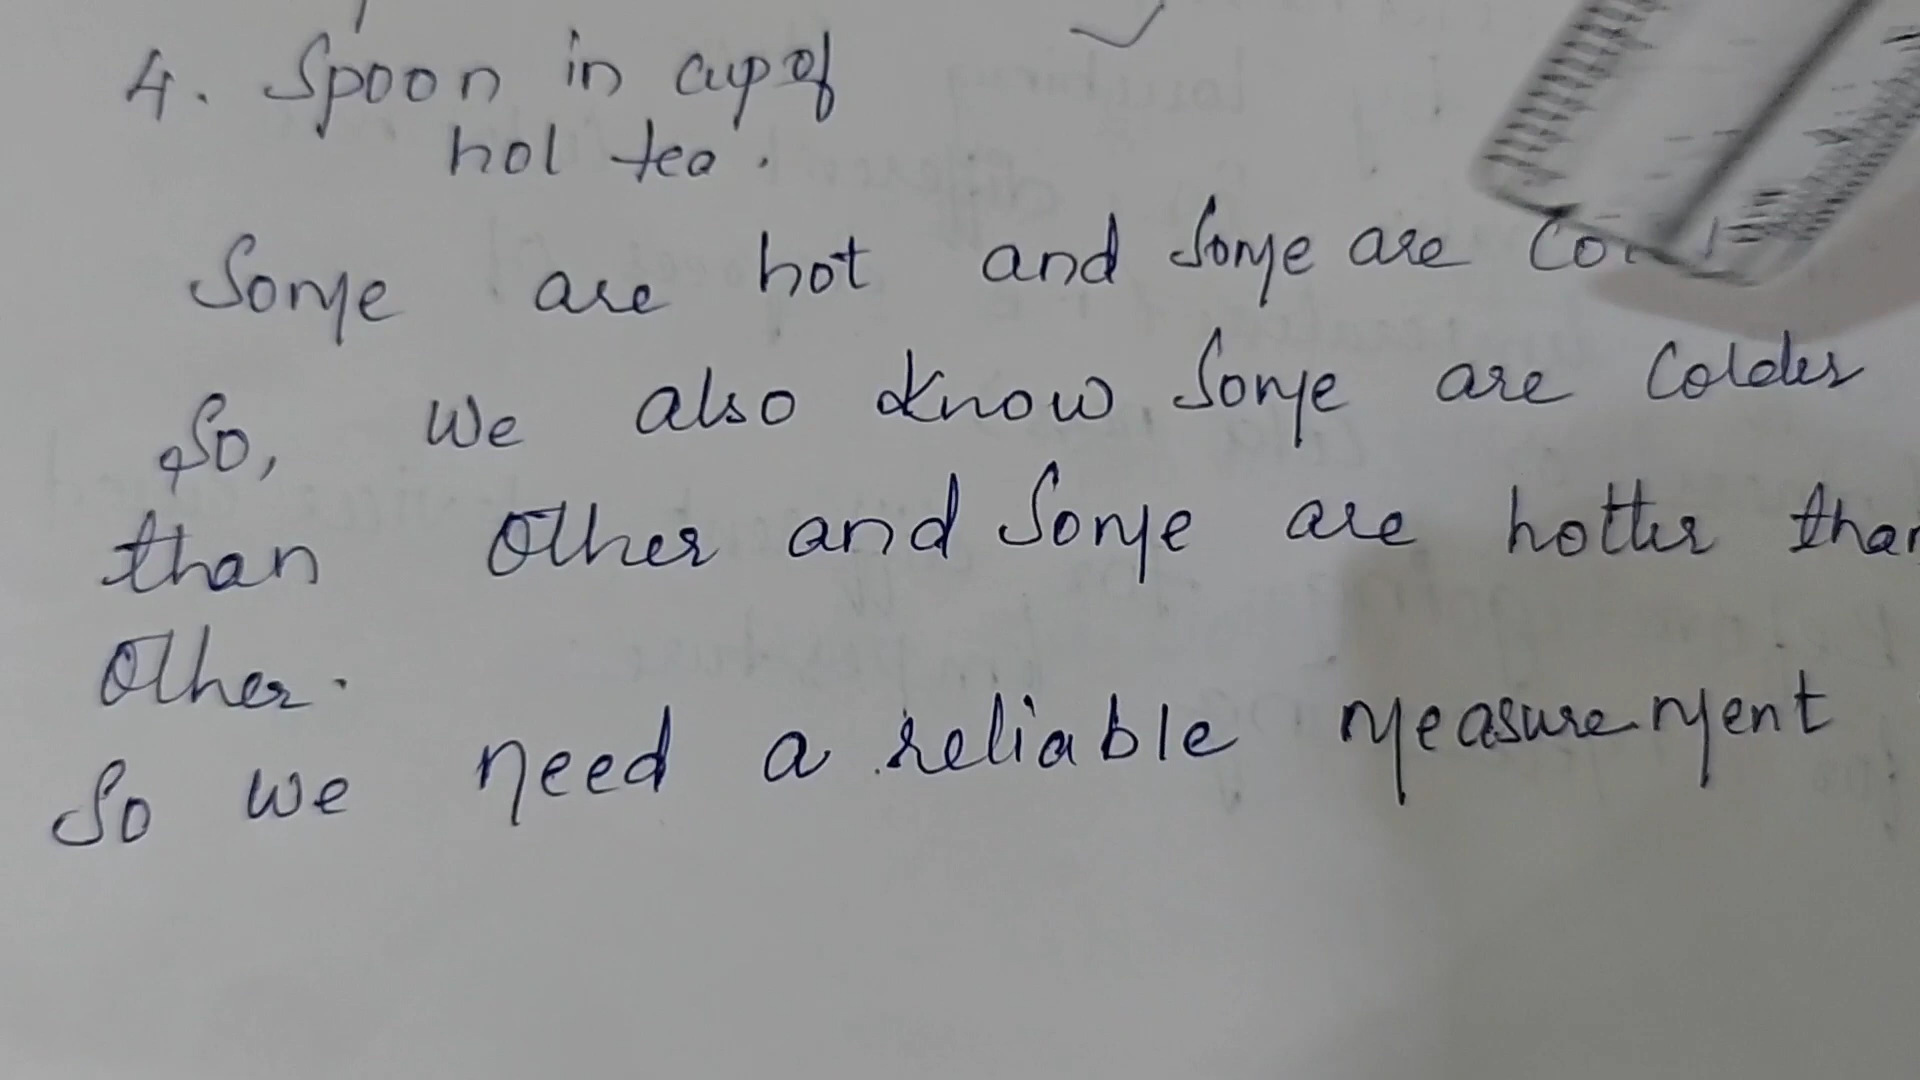 4. Spoon in cup of
hot tea.
Some are hot and some are
So, we also know some are colder
than other and some are hotter than
other.
So we need a reliable measurement